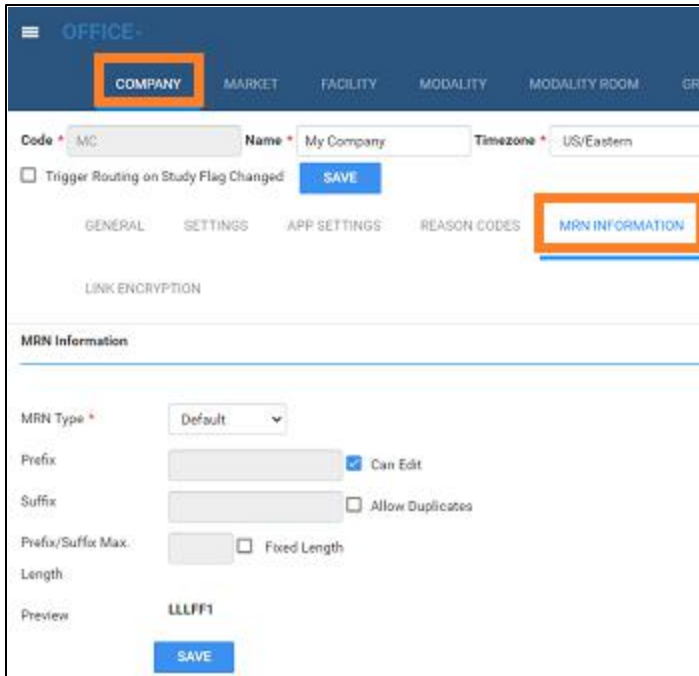 OFFICE-
COMPANY MARKET FACILITY MODALITY MODALITY ROOM GR
Code * MC Name * My Company Timezone * US/Eastern
Trigger Routing on Study Flag Changed SAVE
GENERAL SETTINGS APP SETTINGS REASON CODES MRN INFORMATION
LINK ENCRYPTION
MRN Information
MRN Type * Default
Prefix Can Edit
Suffix Allow Duplicates
Prefix/Suffix Max. Fixed Length
Length
Preview LLLFF1
SAVE